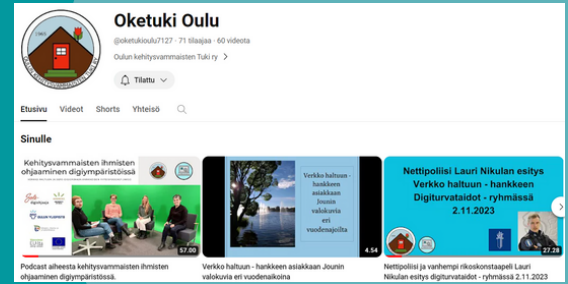 Oketuki Oulu
@oketukioulu7127 · 71 tilaajaa · 60 videota
Oulun kehitysvammaisten Tuki ry >
Tilattu
Etusivu Videot Shorts Yhteisö
Sinulle
Kehitysvammaisten ihmisten
ohjaaminen digiympäristöissä
57.00
Podcast aiheesta kehitysvammaisten ihmisten
ohjaaminen digiympäristössä.
Verkko haltuun -
hankkeen
asiakkaan
Jounin
valokuvia
eri
vuodenajoilta
4.54
Verkko haltuun - hankkeen asiakkaan Jounin
valokuvia eri vuodenaikoina
Nettipoliisi Lauri Nikulan esitys
Verkko haltuun - hankkeen
Digiturvataidot - ryhmässä
2.11.2023
27.28
Nettipoliisi ja vanhempi rikoskonstaapeli Lauri
Nikulan esitys digiturvataidot - ryhmässä 2.11.2023